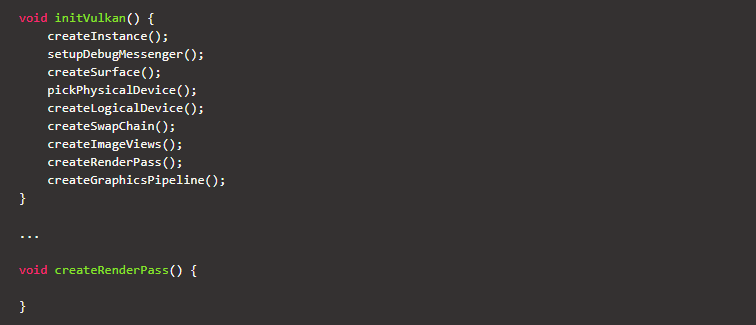 void initVulkan() {
    createInstance();
    setupDebugMessenger();
    createSurface();
    pickPhysicalDevice();
    createLogicalDevice();
    createSwapChain();
    createImageViews();
    createRenderPass();
    createGraphicsPipeline();
}

...

void createRenderPass() {

}